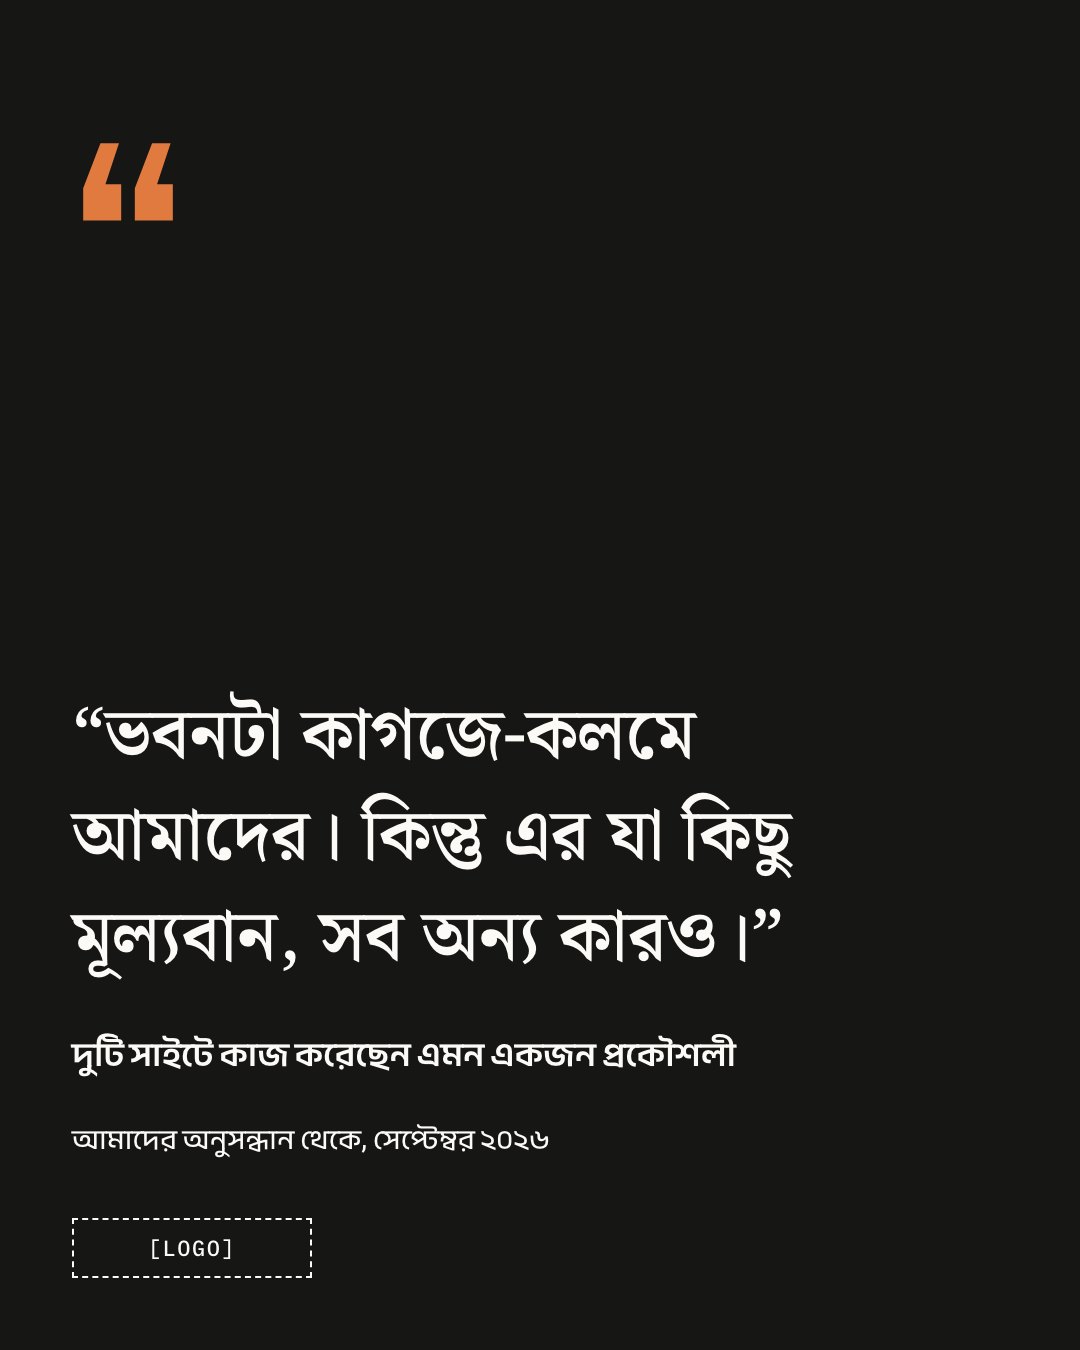 “
“ভবনটা কাগজে-কলমে
আমাদের। কিন্তু এর যা কিছু
মূল্যবান, সব অন্য কারও।”
দুটি সাইটে কাজ করেছেন এমন একজন প্রকৌশলী
আমাদের অনুসন্ধান থেকে, সেপ্টেম্বর ২০২৬
[LOGO]